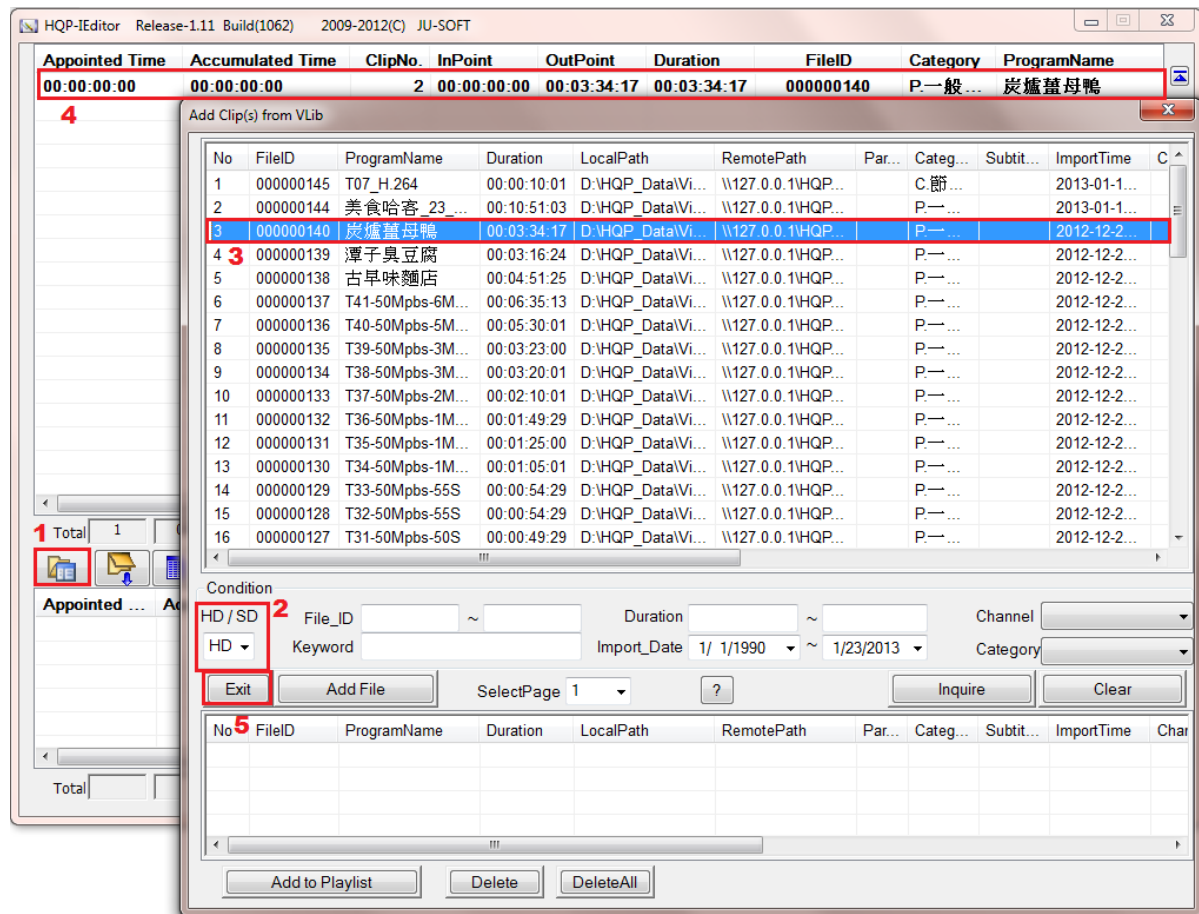 HQP-IEditor Release-1.11 Build(1062) 2009-2012(C) JU-SOFT
Appointed Time Accumulated Time ClipNo. InPoint OutPoint Duration FileID Category ProgramName
00:00:00:00 00:00:00:00 2 00:00:00:00 00:03:34:17 00:03:34:17 000000140 P.一般... 炭爐薑母鴨
4
Add Clip(s) from VLib
No FileID ProgramName Duration LocalPath RemotePath Par... Categ... Subtit... ImportTime C
1 000000145 T07_H.264 00:00:10:01 D:\HQP_Data\Vi... \\127.0.0.1\HQP... C.節... 2013-01-1...
2 000000144 美食哈客_23_... 00:10:51:03 D:\HQP_Data\Vi... \\127.0.0.1\HQP... P.一... 2013-01-1...
3 000000140 炭爐薑母鴨 00:03:34:17 D:\HQP_Data\Vi... \\127.0.0.1\HQP... P.一... 2012-12-2...
4 3 000000139 潭子臭豆腐 00:03:16:24 D:\HQP_Data\Vi... \\127.0.0.1\HQP... P.一... 2012-12-2...
5 000000138 古早味麵店 00:04:51:25 D:\HQP_Data\Vi... \\127.0.0.1\HQP... P.一... 2012-12-2...
6 000000137 T41-50Mpbs-6M... 00:06:35:13 D:\HQP_Data\Vi... \\127.0.0.1\HQP... P.一... 2012-12-2...
7 000000136 T40-50Mpbs-5M... 00:05:30:01 D:\HQP_Data\Vi... \\127.0.0.1\HQP... P.一... 2012-12-2...
8 000000135 T39-50Mpbs-3M... 00:03:23:00 D:\HQP_Data\Vi... \\127.0.0.1\HQP... P.一... 2012-12-2...
9 000000134 T38-50Mpbs-3M... 00:03:20:01 D:\HQP_Data\Vi... \\127.0.0.1\HQP... P.一... 2012-12-2...
10 000000133 T37-50Mpbs-2M... 00:02:10:01 D:\HQP_Data\Vi... \\127.0.0.1\HQP... P.一... 2012-12-2...
11 000000132 T36-50Mpbs-1M... 00:01:49:29 D:\HQP_Data\Vi... \\127.0.0.1\HQP... P.一... 2012-12-2...
12 000000131 T35-50Mpbs-1M... 00:01:25:00 D:\HQP_Data\Vi... \\127.0.0.1\HQP... P.一... 2012-12-2...
13 000000130 T34-50Mpbs-1M... 00:01:05:01 D:\HQP_Data\Vi... \\127.0.0.1\HQP... P.一... 2012-12-2...
14 000000129 T33-50Mpbs-55S 00:00:54:29 D:\HQP_Data\Vi... \\127.0.0.1\HQP... P.一... 2012-12-2...
15 000000128 T32-50Mpbs-55S 00:00:54:29 D:\HQP_Data\Vi... \\127.0.0.1\HQP... P.一... 2012-12-2...
16 000000127 T31-50Mpbs-50S 00:00:49:29 D:\HQP_Data\Vi... \\127.0.0.1\HQP... P.一... 2012-12-2...
1 Total 1
Condition
Appointed ... 
HD / SD 2 File_ID ~ Duration ~ Channel
HD Keyword Import_Date 1/ 1/1990 ~ 1/23/2013 Category
Exit Add File SelectPage 1 ? Inquire Clear
No 5 FileID ProgramName Duration LocalPath RemotePath Par... Categ... Subtit... ImportTime Char
Total
Add to Playlist Delete DeleteAll